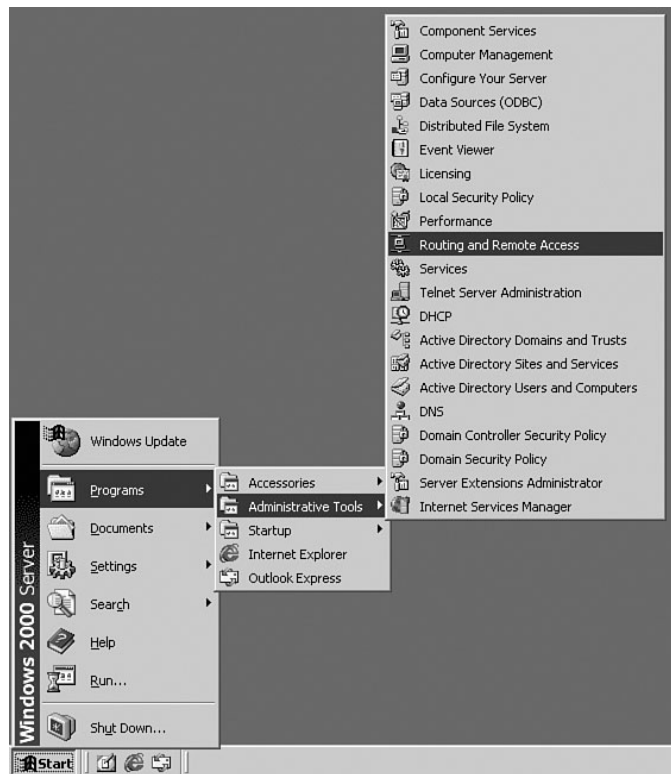 Component Services
Computer Management
Configure Your Server
Data Sources (ODBC)
Distributed File System
Event Viewer
Licensing
Local Security Policy
Performance
Routing and Remote Access
Services
Telnet Server Administration
DHCP
Active Directory Domains and Trusts
Active Directory Sites and Services
Active Directory Users and Computers
DNS
Domain Controller Security Policy
Domain Security Policy
Server Extensions Administrator
Internet Services Manager
Windows Update
Programs
Documents
Settings
Search
Help
Run...
Shut Down...
Accessories
Administrative Tools
Startup
Internet Explorer
Outlook Express
Windows 2000 Server
Start